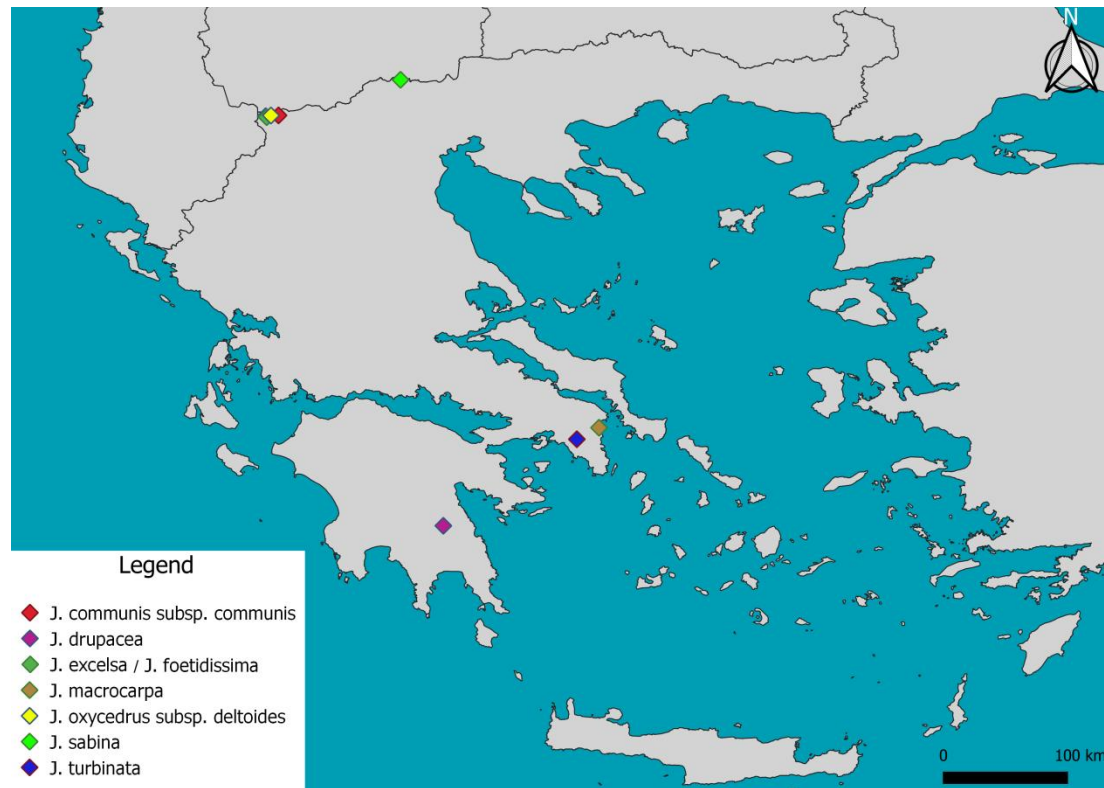 N
Legend
J. communis subsp. communis
J. drupacea
J. excelsa / J. foetidissima
J. macrocarpa
J. oxycedrus subsp. deltoides
J. sabina
J. turbinata
0 100 km